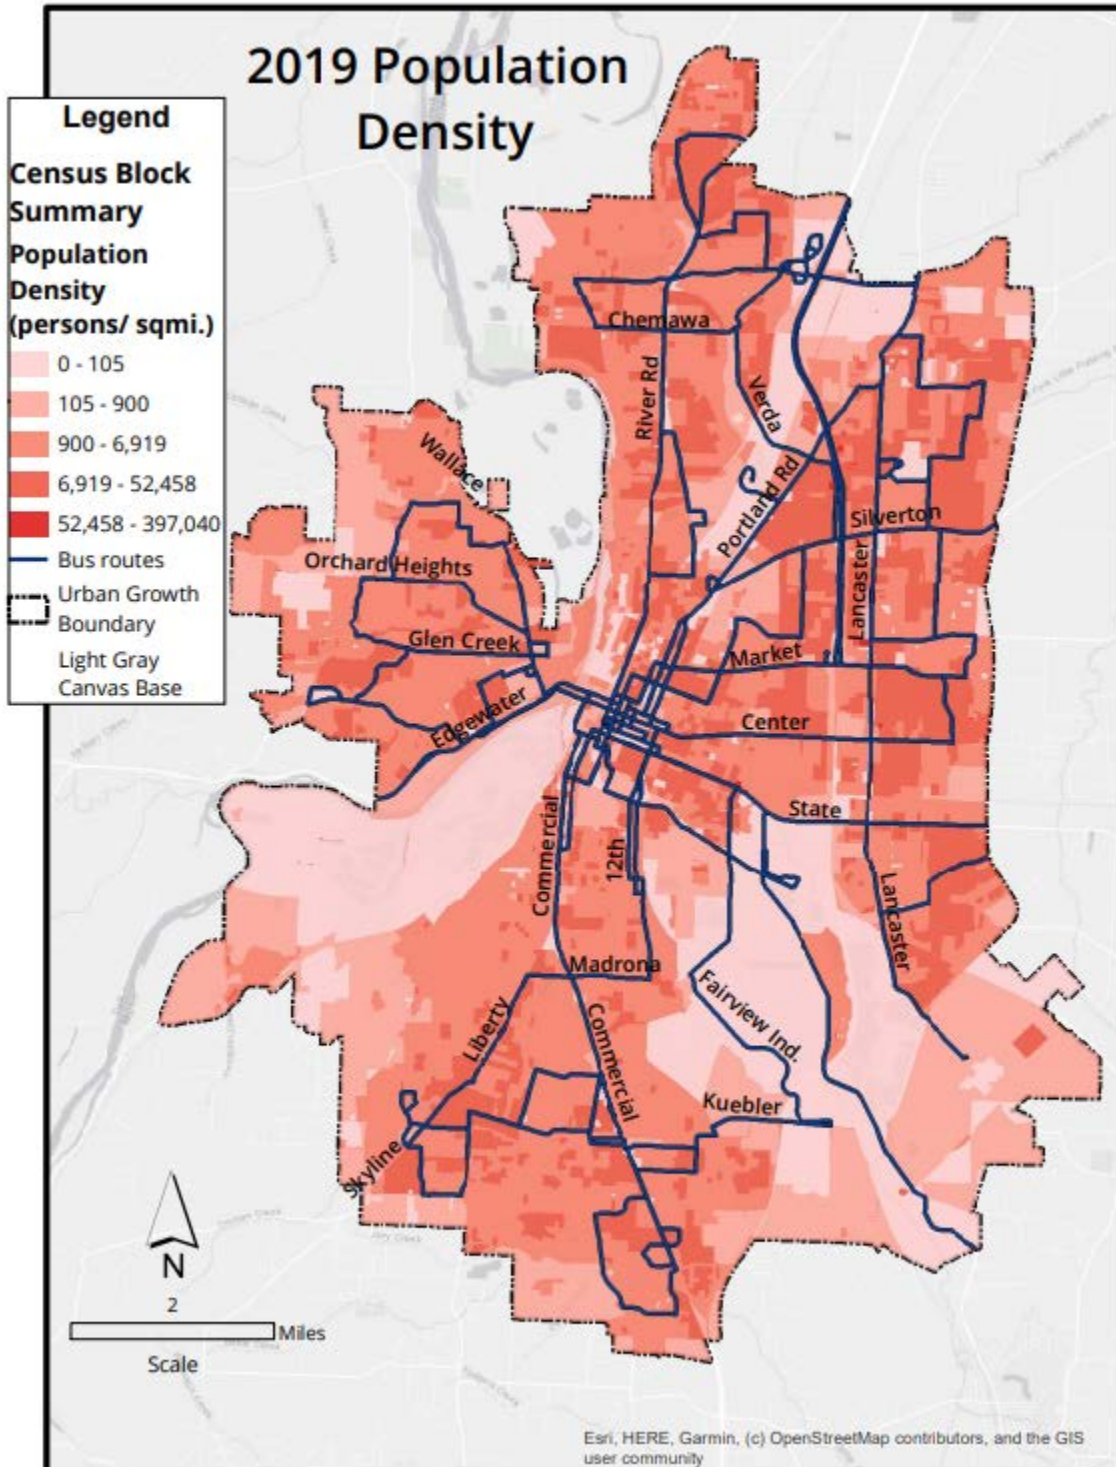 2019 Population
Density
Legend
Census Block
Summary
Population
Density
(persons/ sqmi.)
0 - 105
105 - 900
900 - 6,919
6,919 - 52,458
52,458 - 397,040
Bus routes
Urban Growth
Boundary
Light Gray
Canvas Base
Chemawa
River Rd
Verda
Wallace
Portland Rd
Silverton
Lancaster
Orchard Heights
Glen Creek
Market
Edgewater
Center
State
Commercial
12th
Lancaster
Madrona
Fairview Ind.
Liberty
Commercial
Kuebler
Skyline
N
2
Miles
Scale
Esri, HERE, Garmin, (c) OpenStreetMap contributors, and the GIS
user community